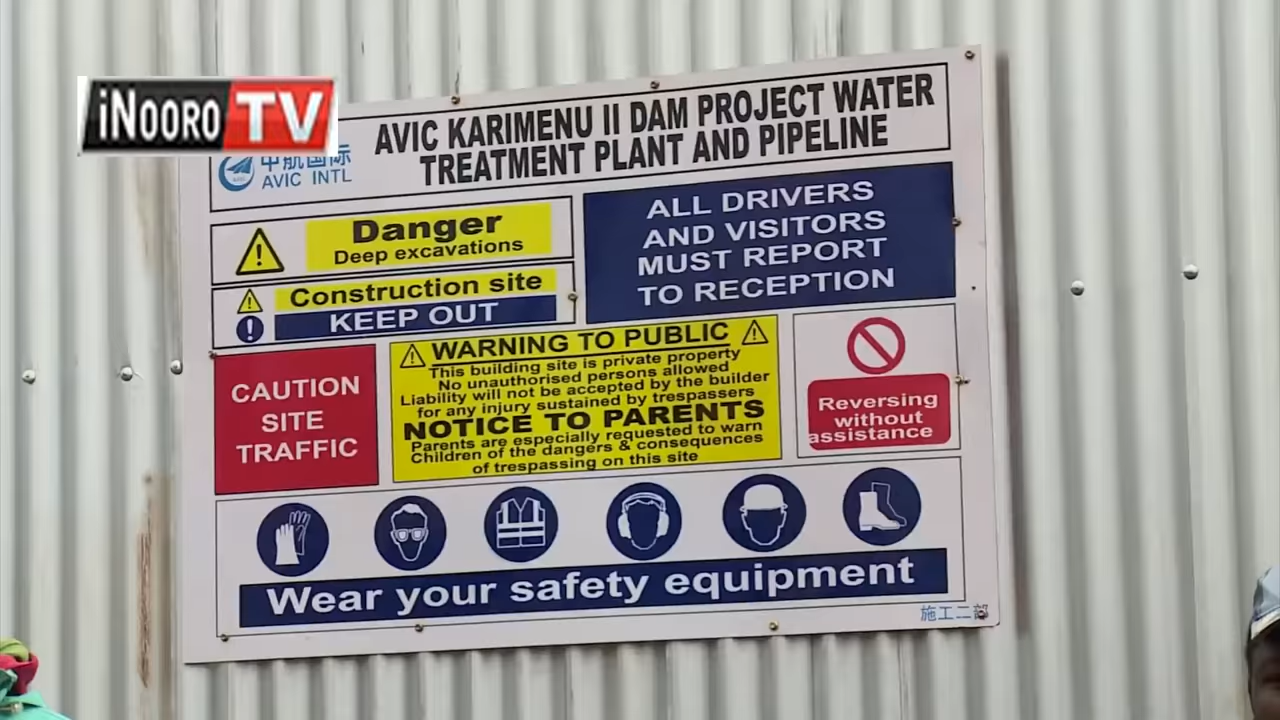 iNooro TV
AVIC KARIMENU II DAM PROJECT WATER
TREATMENT PLANT AND PIPELINE
中航国际
AVIC INTL
Danger
Deep excavations
Construction site
KEEP OUT
ALL DRIVERS
AND VISITORS
MUST REPORT
TO RECEPTION
CAUTION
SITE
TRAFFIC
WARNING TO PUBLIC
This building site is private property
No unauthorised persons allowed
Liability will not be accepted by the builder
for any injury sustained by trespassers
NOTICE TO PARENTS
Parents are especially requested to warn
Children of the dangers & consequences
of trespassing on this site
Reversing
without
assistance
Wear your safety equipment
施工二部